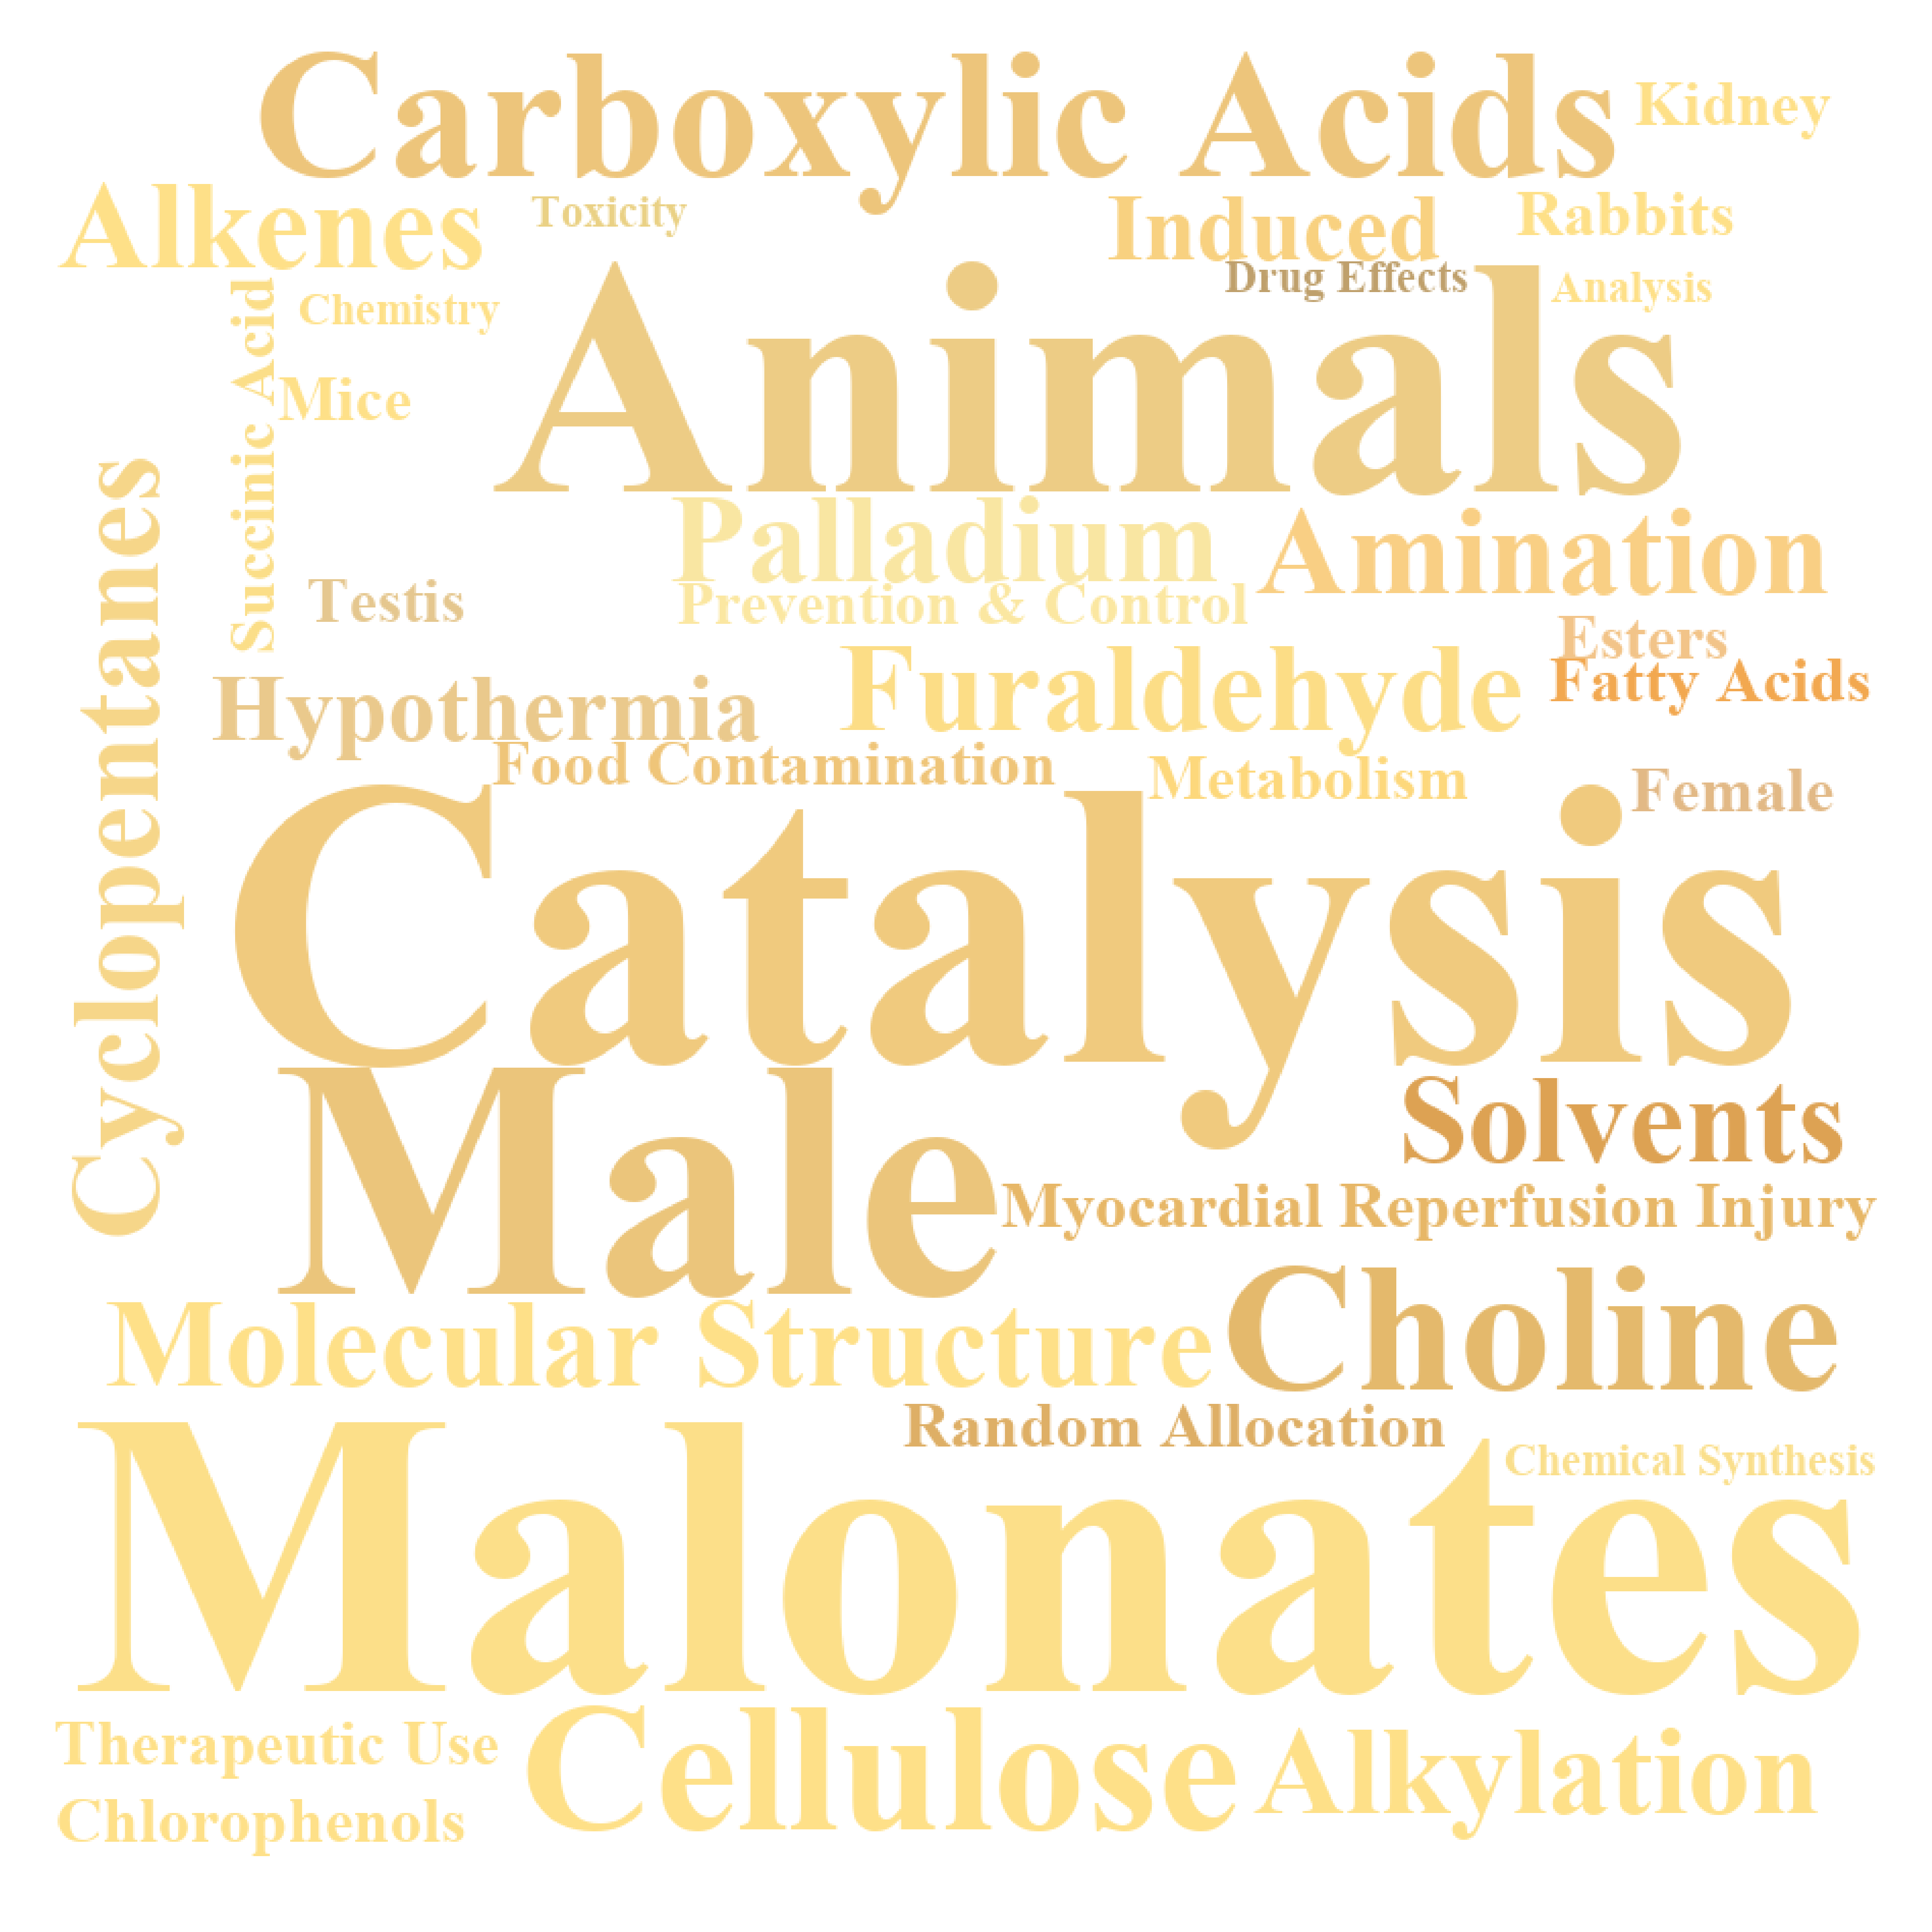 Carboxylic Acids
Kidney
Alkenes
Toxicity
Induced
Rabbits
Drug Effects
Analysis
Chemistry
Succinic Acid
Animals
Mice
Cyclopentanes
Palladium
Amination
Testis
Prevention & Control
Esters
Fatty Acids
Hypothermia
Furaldehyde
Food Contamination
Metabolism
Female
Catalysis
Male
Solvents
Myocardial Reperfusion Injury
Molecular Structure
Choline
Random Allocation
Chemical Synthesis
Malonates
Therapeutic Use
Cellulose
Alkylation
Chlorophenols